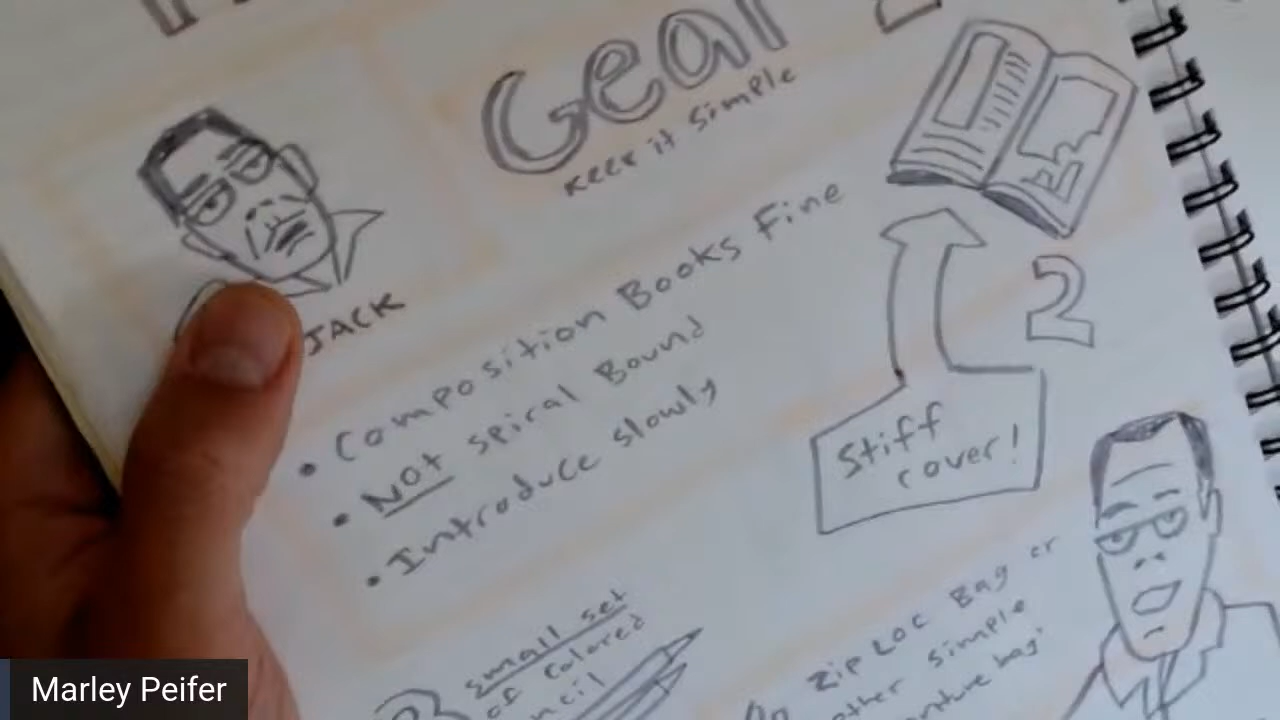 Gear
Keep it simple
JACK
• Composition Books Fine
• NOT spiral Bound
• Introduce slowly
2
Stiff
cover!
small set
of colored
Zip LOC Bag or
other simple
Marley Peifer